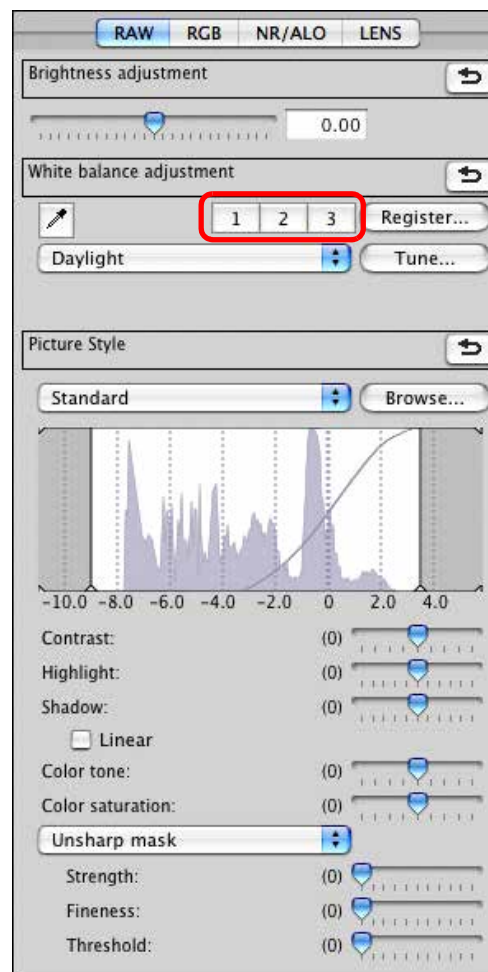 RAW RGB NR/ALO LENS
Brightness adjustment
0.00
White balance adjustment
1 2 3 Register...
Daylight Tune...
Picture Style
Standard Browse...
-10.0 -8.0 -6.0 -4.0 -2.0 0 2.0 4.0
Contrast: (0)
Highlight: (0)
Shadow: (0)
Linear
Color tone: (0)
Color saturation: (0)
Unsharp mask
Strength: (0)
Fineness: (0)
Threshold: (0)